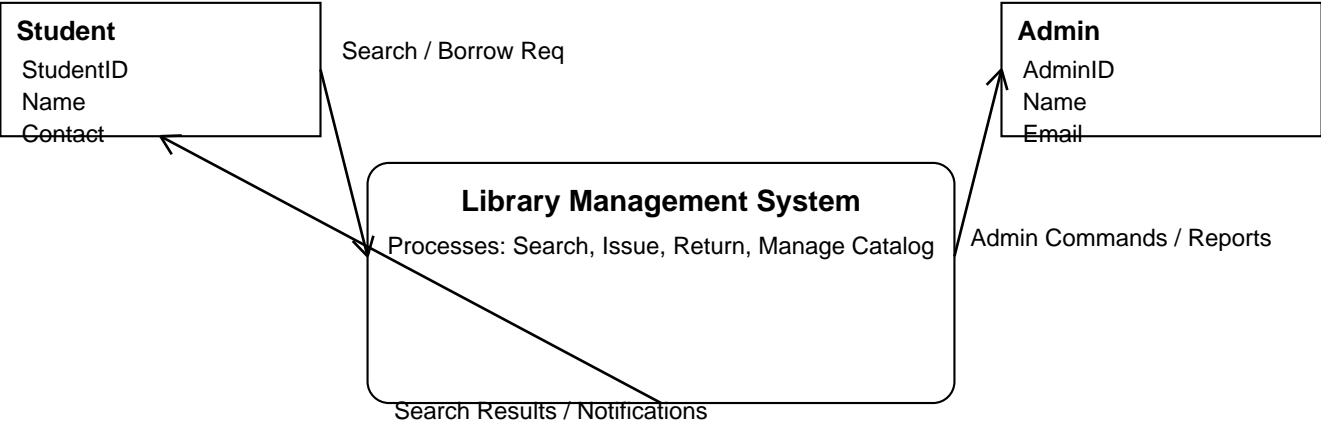 Student
StudentID
Name
Contact
Search / Borrow Req
Admin
AdminID
Name
Email
Library Management System
Processes: Search, Issue, Return, Manage Catalog
Admin Commands / Reports
Search Results / Notifications